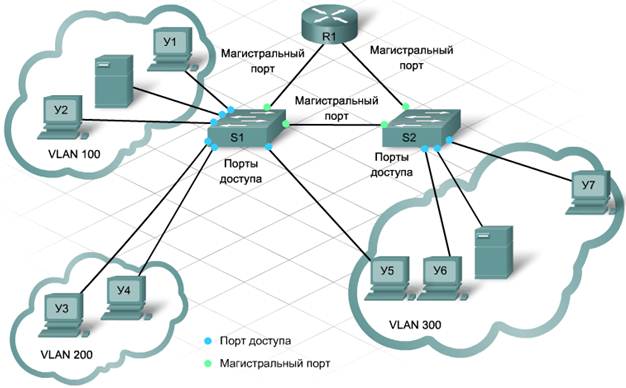 У1
R1
Магистральный
порт
Магистральный
порт
У2
Магистральный
порт
VLAN 100
S1
S2
Порты
доступа
Порты
доступа
У7
У3
У4
У5
У6
VLAN 200
VLAN 300
Порт доступа
Магистральный порт